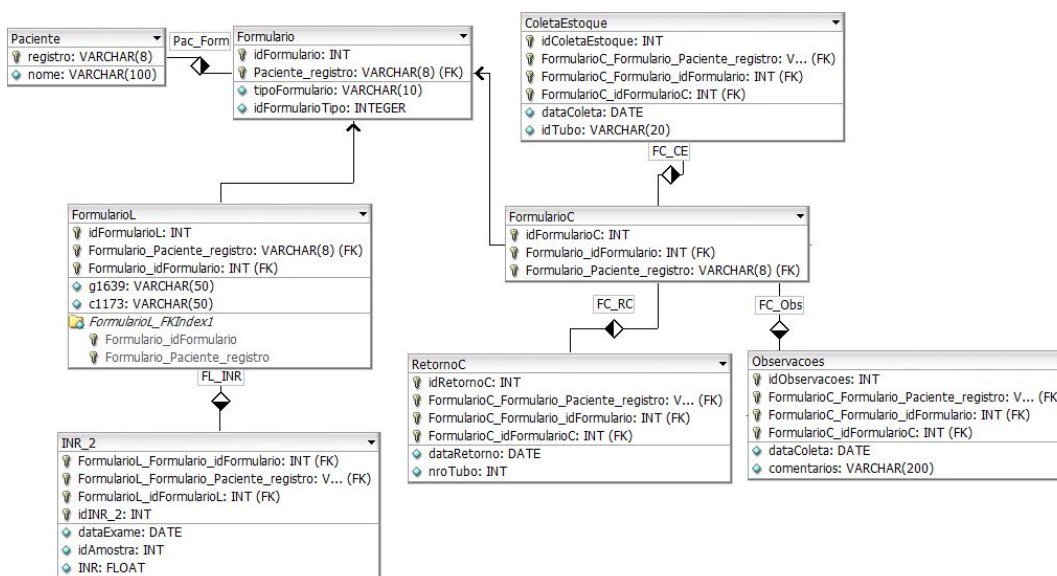 Paciente
registro: VARCHAR(8)
nome: VARCHAR(100)
Pac_Form
Formulario
idFormulario: INT
Paciente_registro: VARCHAR(8) (FK)
tipoFormulario: VARCHAR(10)
idFormularioTipo: INTEGER
ColetaEstoque
idColetaEstoque: INT
FormularioC_Formulario_Paciente_registro: V... (FK)
FormularioC_Formulario_idFormulario: INT (FK)
FormularioC_idFormularioC: INT (FK)
dataColeta: DATE
idTubo: VARCHAR(20)
FC_CE
FormularioL
idFormularioL: INT
Formulario_Paciente_registro: VARCHAR(8) (FK)
Formulario_idFormulario: INT (FK)
g1639: VARCHAR(50)
c1173: VARCHAR(50)
FormularioL_FKIndex1
Formulario_idFormulario
Formulario_Paciente_registro
FormularioC
idFormularioC: INT
Formulario_idFormulario: INT (FK)
Formulario_Paciente_registro: VARCHAR(8) (FK)
FC_RC
FC_Obs
FL_INR
RetornoC
idRetornoC: INT
FormularioC_Formulario_Paciente_registro: V... (FK)
FormularioC_Formulario_idFormulario: INT (FK)
FormularioC_idFormularioC: INT (FK)
dataRetorno: DATE
nroTubo: INT
Observacoes
idObservacoes: INT
FormularioC_Formulario_Paciente_registro: V... (FK
FormularioC_Formulario_idFormulario: INT (FK)
FormularioC_idFormularioC: INT (FK)
dataColeta: DATE
comentarios: VARCHAR(200)
INR_2
FormularioL_Formulario_idFormulario: INT (FK)
FormularioL_Formulario_Paciente_registro: V... (FK)
FormularioL_idFormularioL: INT (FK)
idINR_2: INT
dataExame: DATE
idAmostra: INT
INR: FLOAT